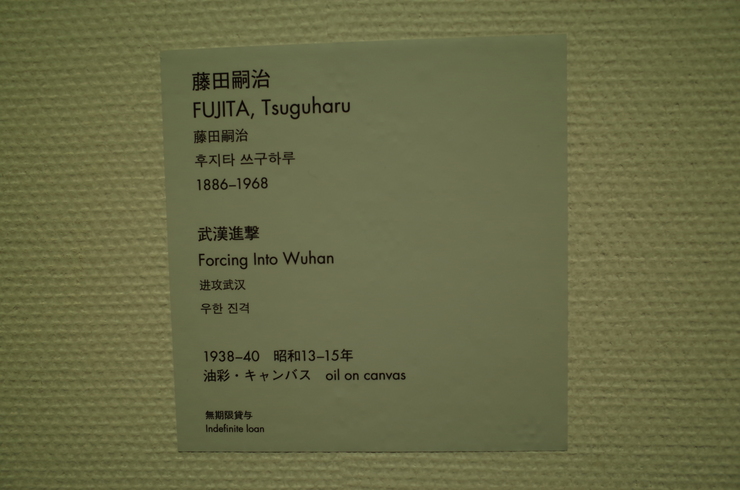 藤田嗣治
FUJITA, Tsuguharu
藤田嗣治
후지타 쓰구하루
1886–1968
武漢進撃
Forcing Into Wuhan
进攻武汉
우한 진격
1938–40　昭和13–15年
油彩・キャンバス　oil on canvas
無期限貸与
Indefinite loan